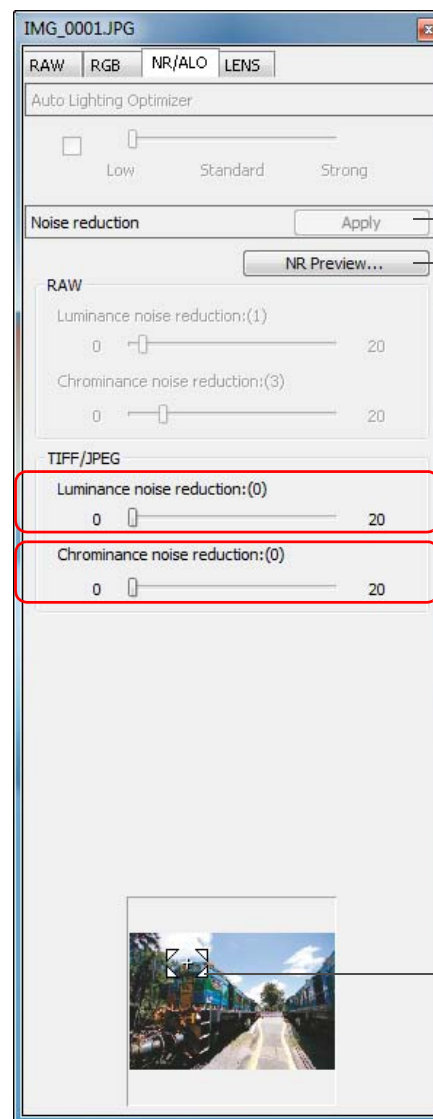 IMG_0001.JPG
RAW RGB NR/ALO LENS
Auto Lighting Optimizer
Low Standard Strong
Noise reduction Apply
NR Preview...
RAW
Luminance noise reduction:(1)
0 20
Chrominance noise reduction:(3)
0 20
TIFF/JPEG
Luminance noise reduction:(0)
0 20
Chrominance noise reduction:(0)
0 20